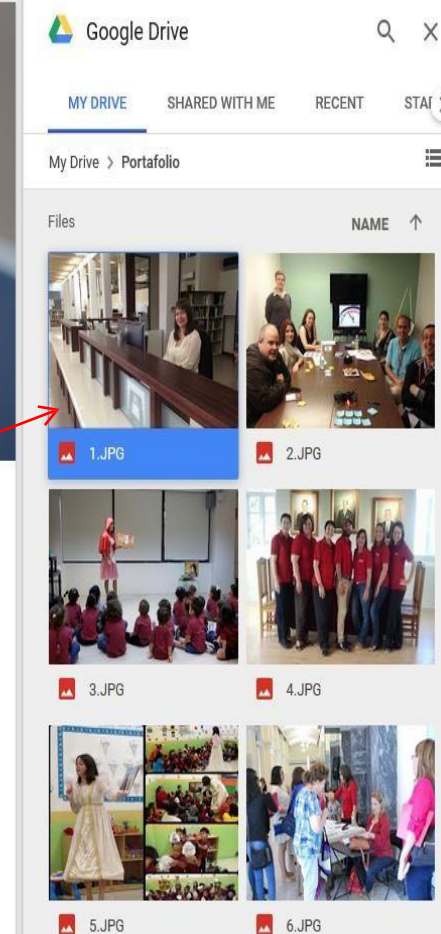 Google Drive
MY DRIVE SHARED WITH ME RECENT
My Drive > Portafolio
Files NAME ↑
1.JPG 2.JPG
3.JPG 4.JPG
5.JPG 6.JPG